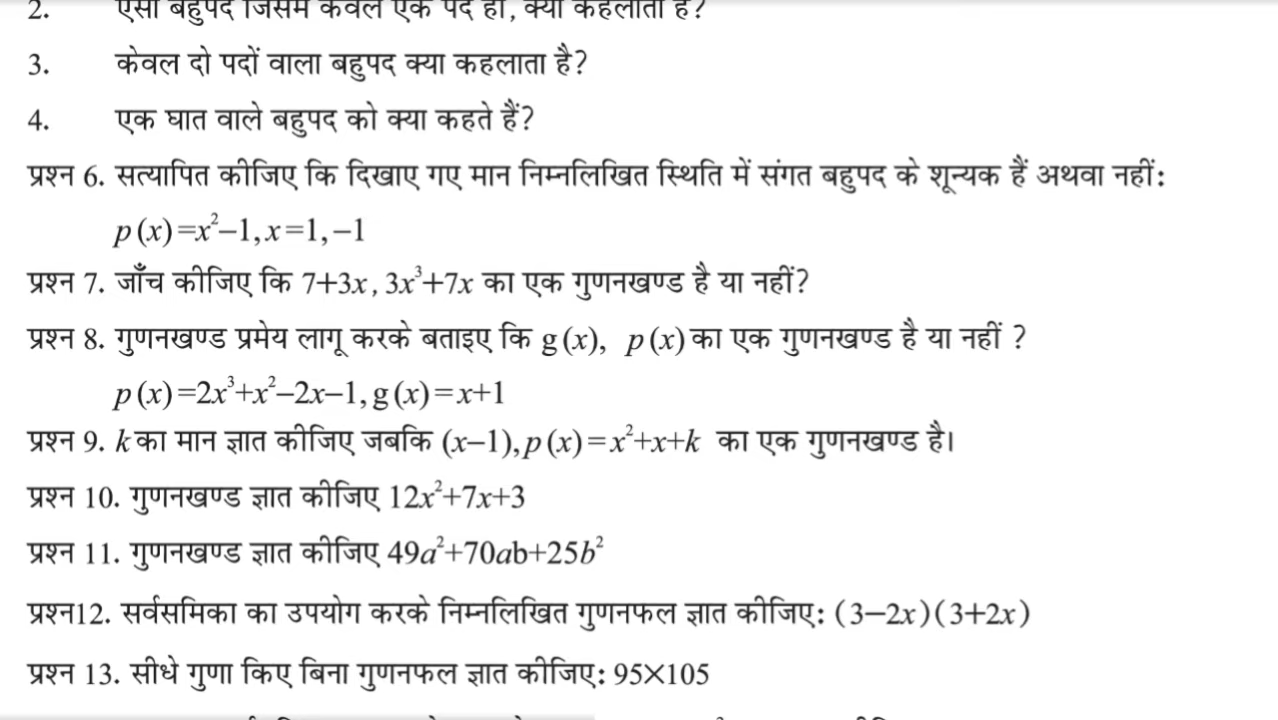 2. ऐसा बहुपद जिसमें केवल एक पद हो, क्या कहलाता है?
3. केवल दो पदों वाला बहुपद क्या कहलाता है?
4. एक घात वाले बहुपद को क्या कहते हैं?
प्रश्न 6. सत्यापित कीजिए कि दिखाए गए मान निम्नलिखित स्थिति में संगत बहुपद के शून्यक हैं अथवा नहीं:
p(x)=x²–1, x=1, –1
प्रश्न 7. जाँच कीजिए कि 7+3x, 3x³+7x का एक गुणनखण्ड है या नहीं?
प्रश्न 8. गुणनखण्ड प्रमेय लागू करके बताइए कि g(x), p(x) का एक गुणनखण्ड है या नहीं ?
p(x)=2x³+x²–2x–1, g(x)=x+1
प्रश्न 9. k का मान ज्ञात कीजिए जबकि (x–1), p(x)=x²+x+k का एक गुणनखण्ड है।
प्रश्न 10. गुणनखण्ड ज्ञात कीजिए 12x²+7x+3
प्रश्न 11. गुणनखण्ड ज्ञात कीजिए 49a²+70ab+25b²
प्रश्न12. सर्वसमिका का उपयोग करके निम्नलिखित गुणनफल ज्ञात कीजिए: (3–2x)(3+2x)
प्रश्न 13. सीधे गुणा किए बिना गुणनफल ज्ञात कीजिए: 95×105